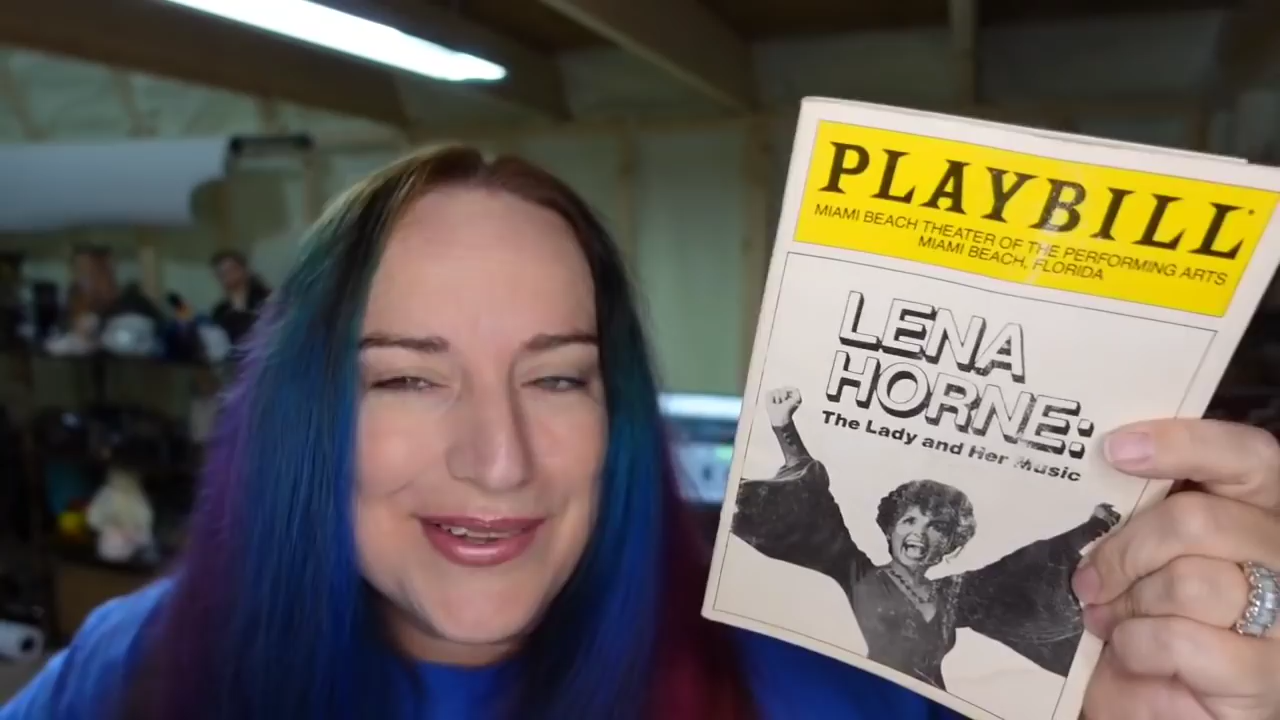 PLAYBILL
MIAMI BEACH THEATER OF THE PERFORMING ARTS
MIAMI BEACH, FLORIDA
LENA
HORNE:
The Lady and Her Music